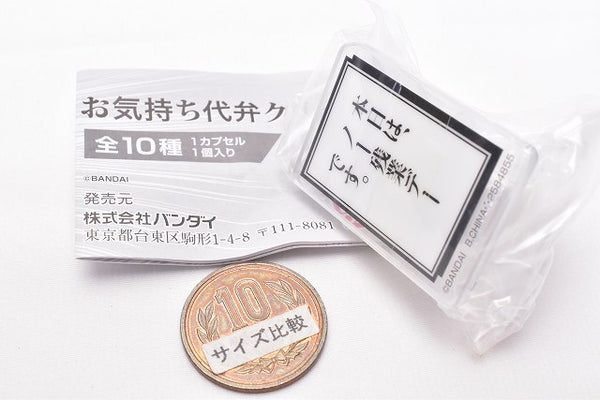 お気持ち代弁ク
全10種 1カプセル
1個入り
©BANDAI
発売元
株式会社バンダイ
東京都台東区駒形1-4-8 〒111-8081
本日は、
ノー残業デー
です。
©BANDAI B,CHINA∴2584855
10
サイズ比較